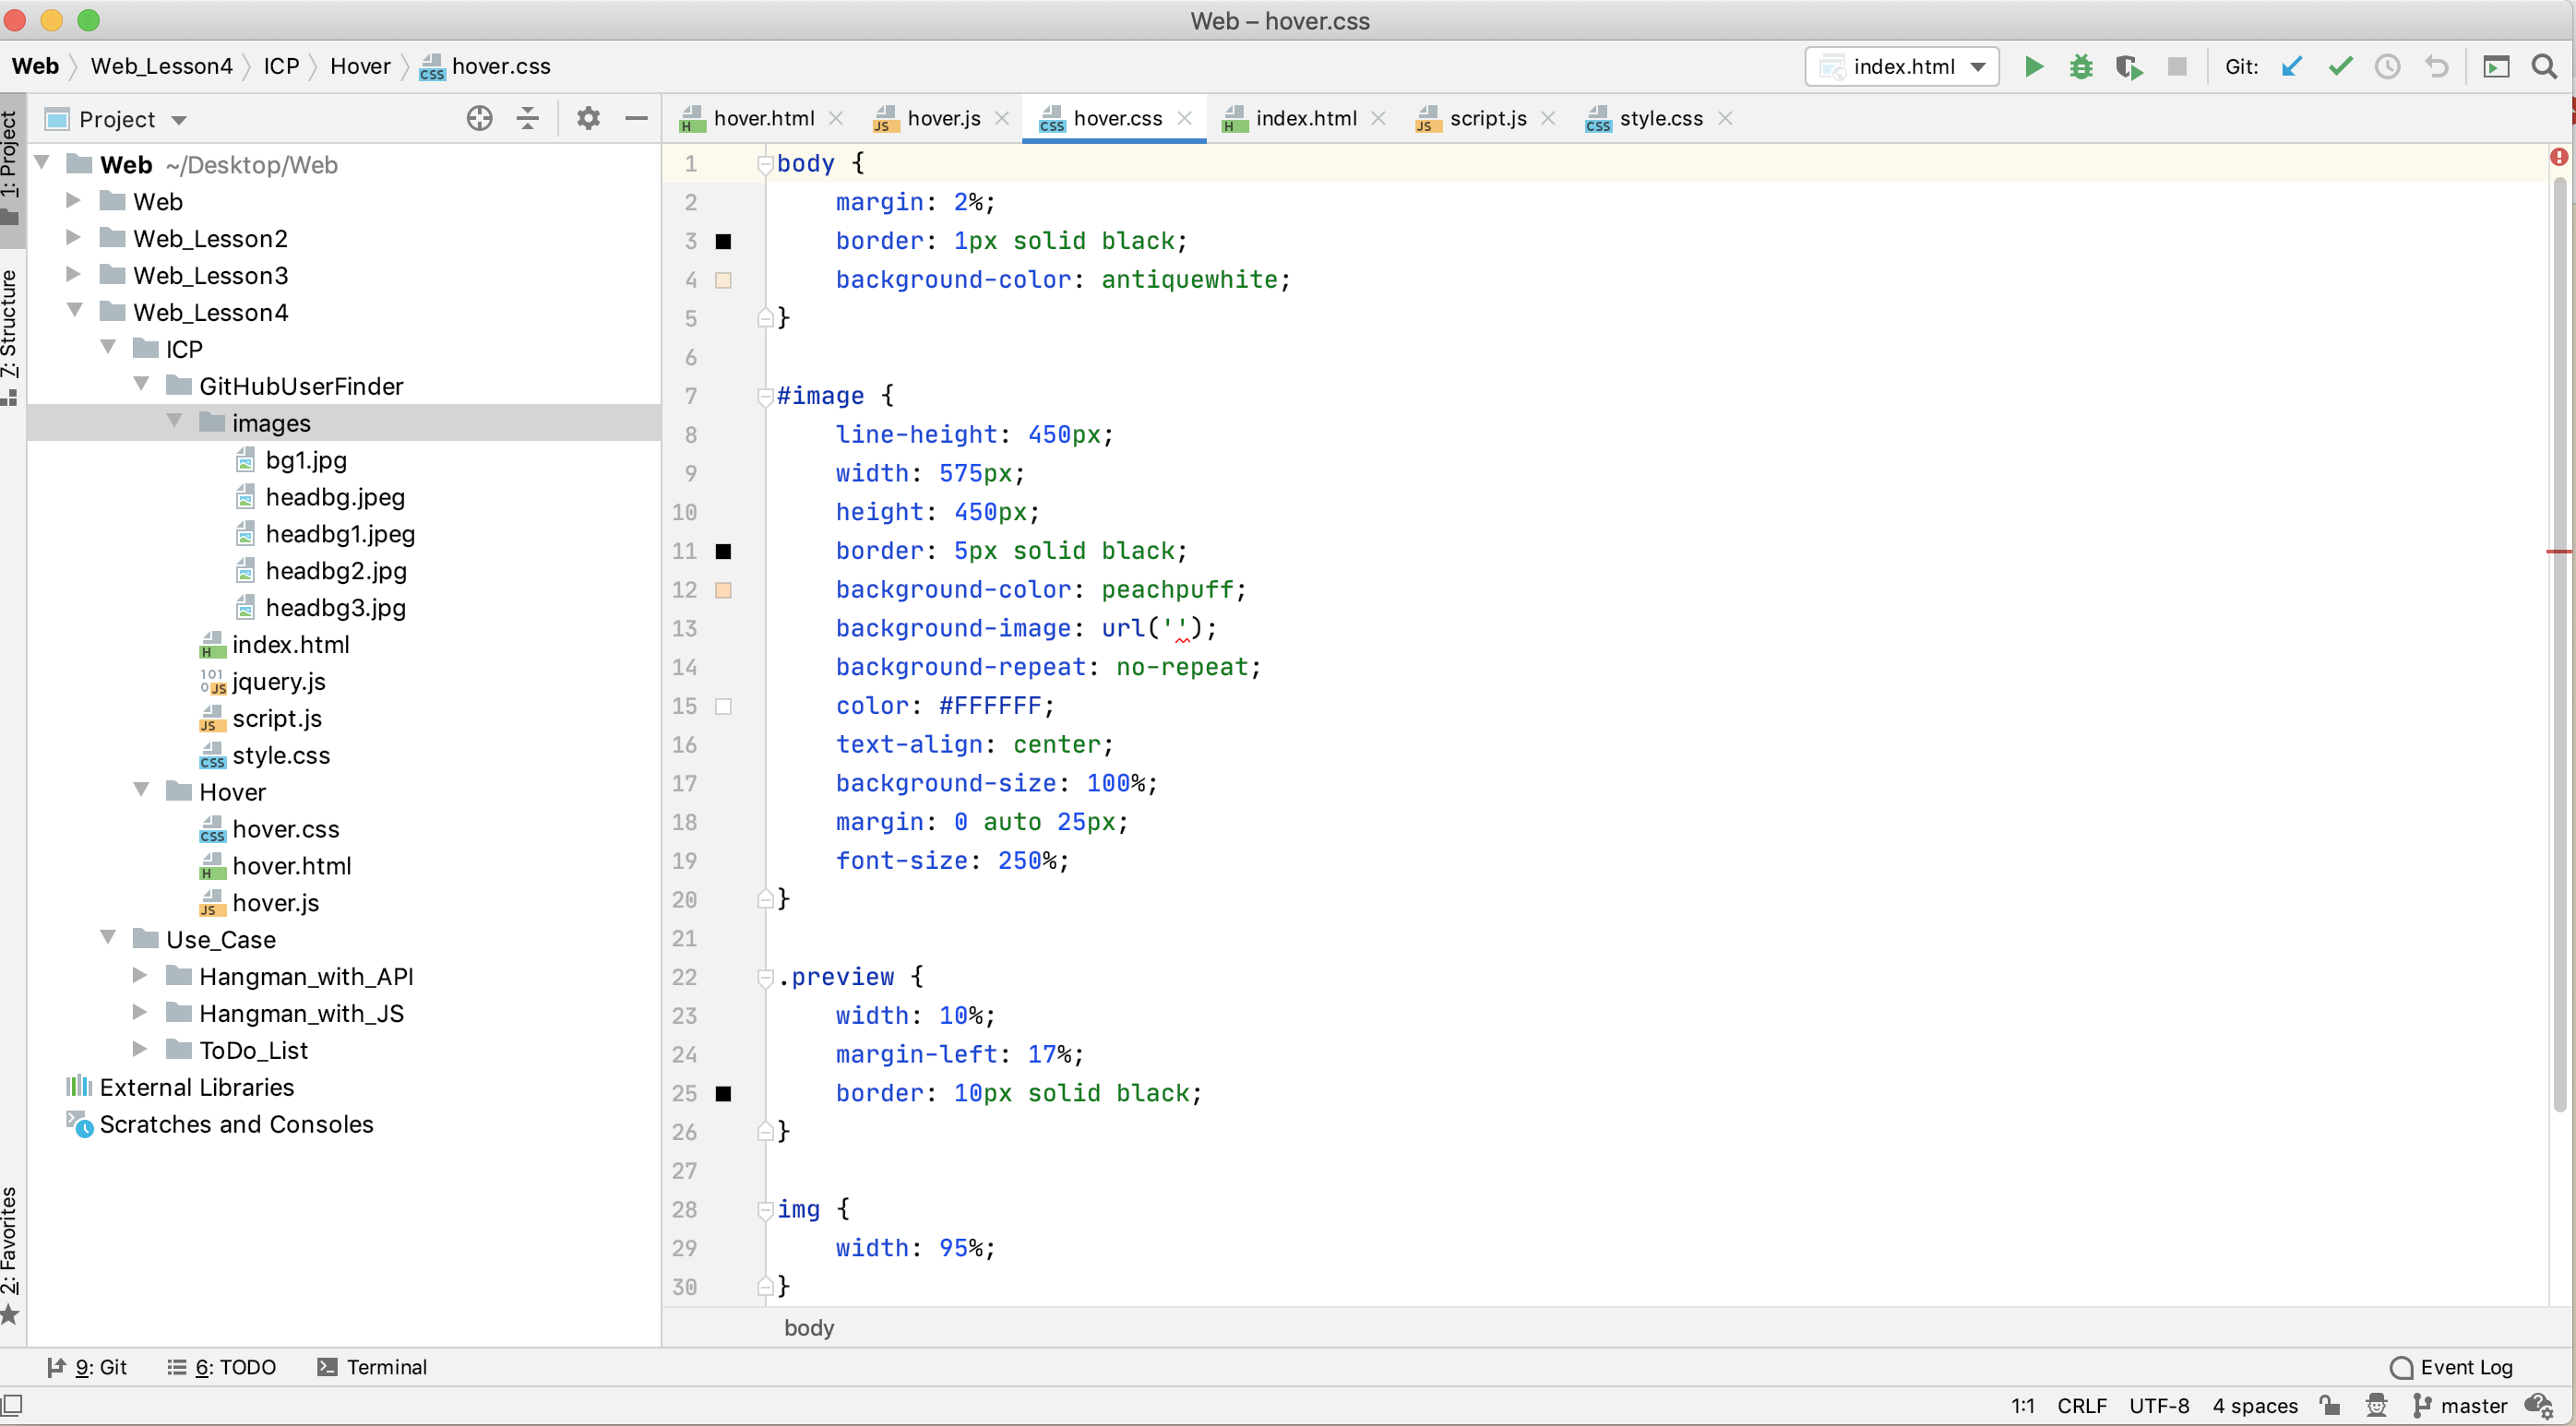 Web – hover.css
Web Web_Lesson4 ICP Hover hover.css index.html Git:
1: Project
7: Structure
2: Favorites
Project
Web ~/Desktop/Web
Web
Web_Lesson2
Web_Lesson3
Web_Lesson4
ICP
GitHubUserFinder
images
bg1.jpg
headbg.jpeg
headbg1.jpeg
headbg2.jpg
headbg3.jpg
index.html
jquery.js
script.js
style.css
Hover
hover.css
hover.html
hover.js
Use_Case
Hangman_with_API
Hangman_with_JS
ToDo_List
External Libraries
Scratches and Consoles
hover.html hover.js hover.css index.html script.js style.css
1 body {
2 margin: 2%;
3 border: 1px solid black;
4 background-color: antiquewhite;
5 }
6
7 #image {
8 line-height: 450px;
9 width: 575px;
10 height: 450px;
11 border: 5px solid black;
12 background-color: peachpuff;
13 background-image: url('');
14 background-repeat: no-repeat;
15 color: #FFFFFF;
16 text-align: center;
17 background-size: 100%;
18 margin: 0 auto 25px;
19 font-size: 250%;
20 }
21
22 .preview {
23 width: 10%;
24 margin-left: 17%;
25 border: 10px solid black;
26 }
27
28 img {
29 width: 95%;
30 }
body
9: Git 6: TODO Terminal Event Log
1:1 CRLF UTF-8 4 spaces master